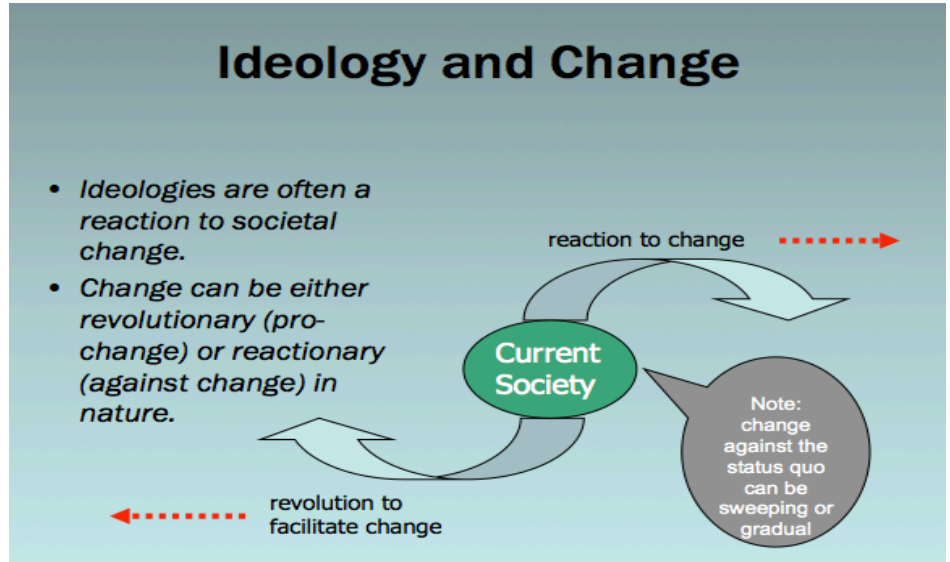 Ideology and Change
• Ideologies are often a
reaction to societal
change.
• Change can be either
revolutionary (pro-
change) or reactionary
(against change) in
nature.
reaction to change
Current
Society
Note:
change
against the
status quo
can be
sweeping or
gradual
revolution to
facilitate change